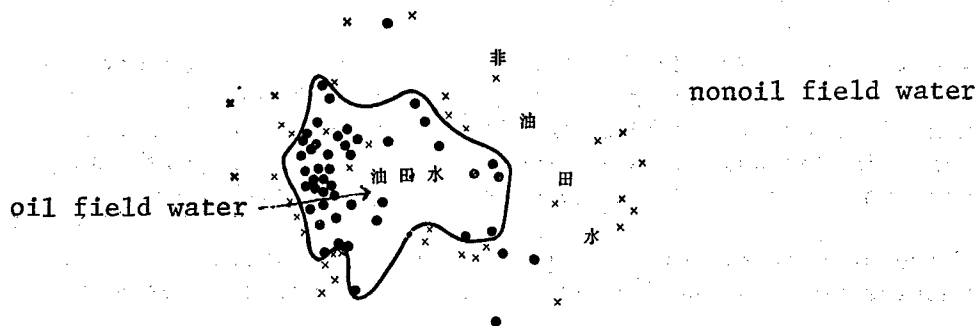 非油田水
nonoil field water
油田水
oil field water